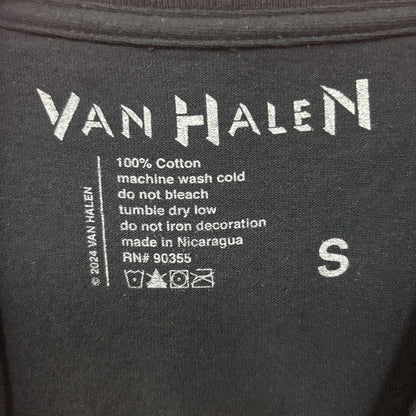 VAN HALEN
100% Cotton
machine wash cold
do not bleach
tumble dry low
do not iron decoration
made in Nicaragua
RN# 90355
© 2024 VAN HALEN
S